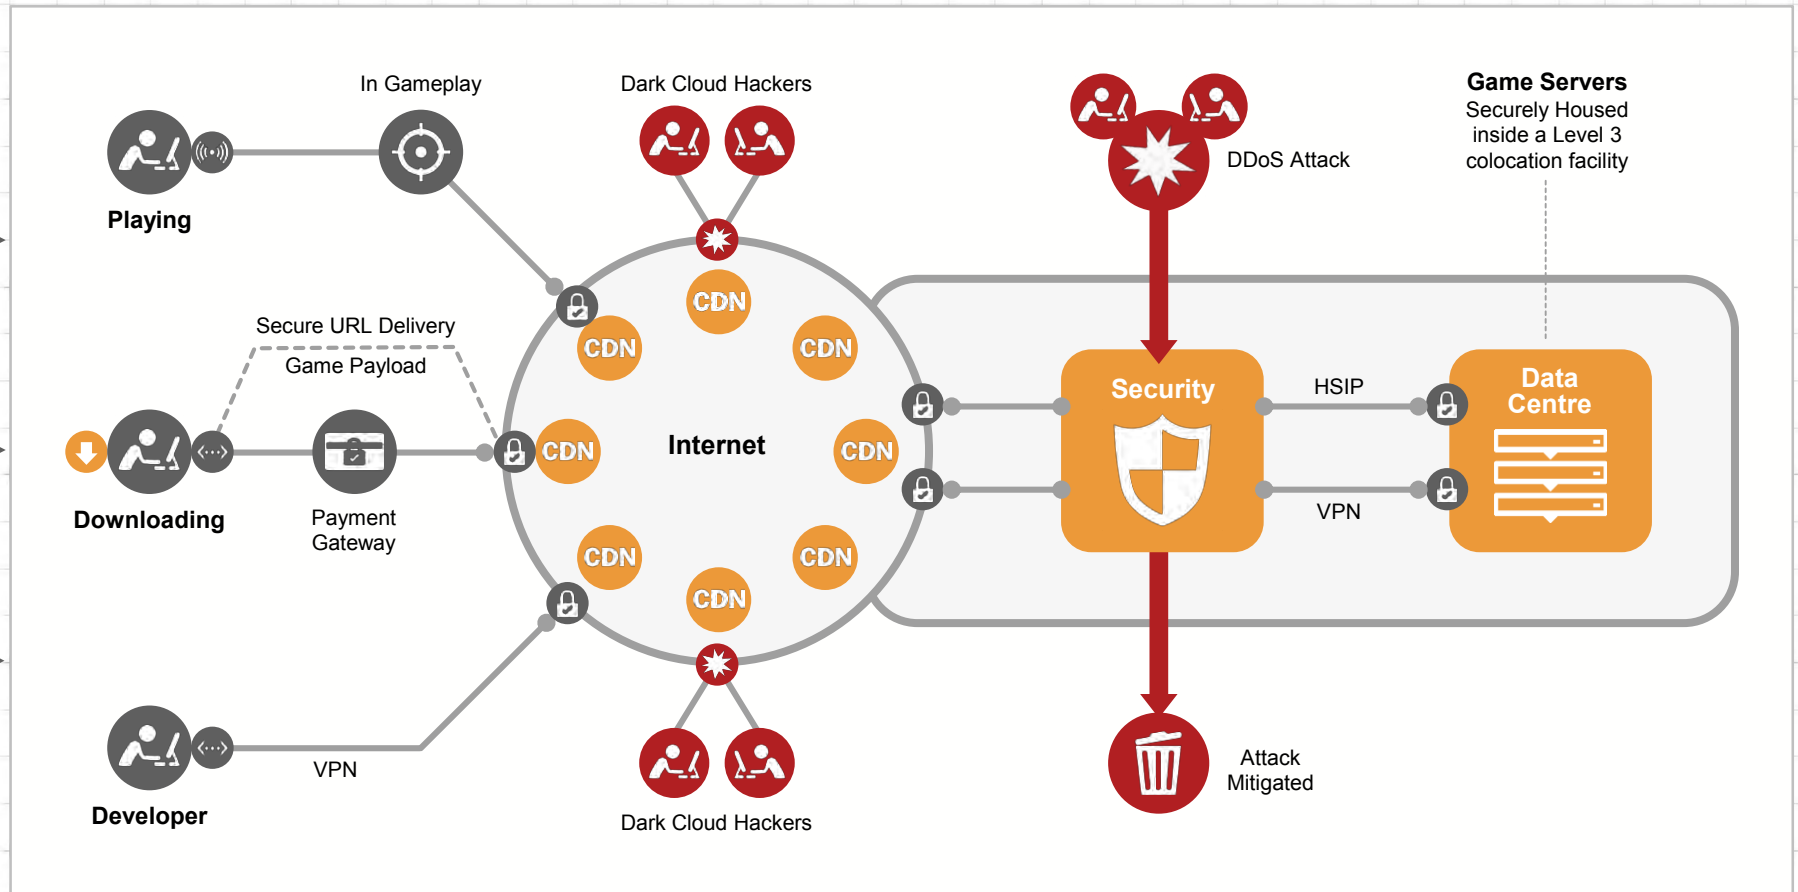 In Gameplay
Dark Cloud Hackers
Game Servers
Securely Housed
inside a Level 3
colocation facility
DDoS Attack
Playing
CDN
Secure URL Delivery
Game Payload
CDN
CDN
Security
HSIP
Data
Centre
Internet
CDN
CDN
Downloading
Payment
Gateway
VPN
CDN
CDN
CDN
VPN
Developer
Attack
Mitigated
Dark Cloud Hackers